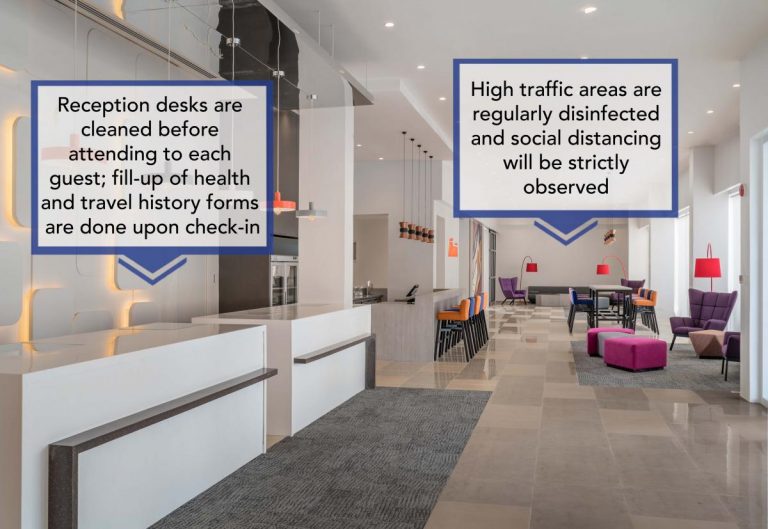 Reception desks are
cleaned before
attending to each
guest; fill-up of health
and travel history forms
are done upon check-in
High traffic areas are
regularly disinfected
and social distancing
will be strictly
observed